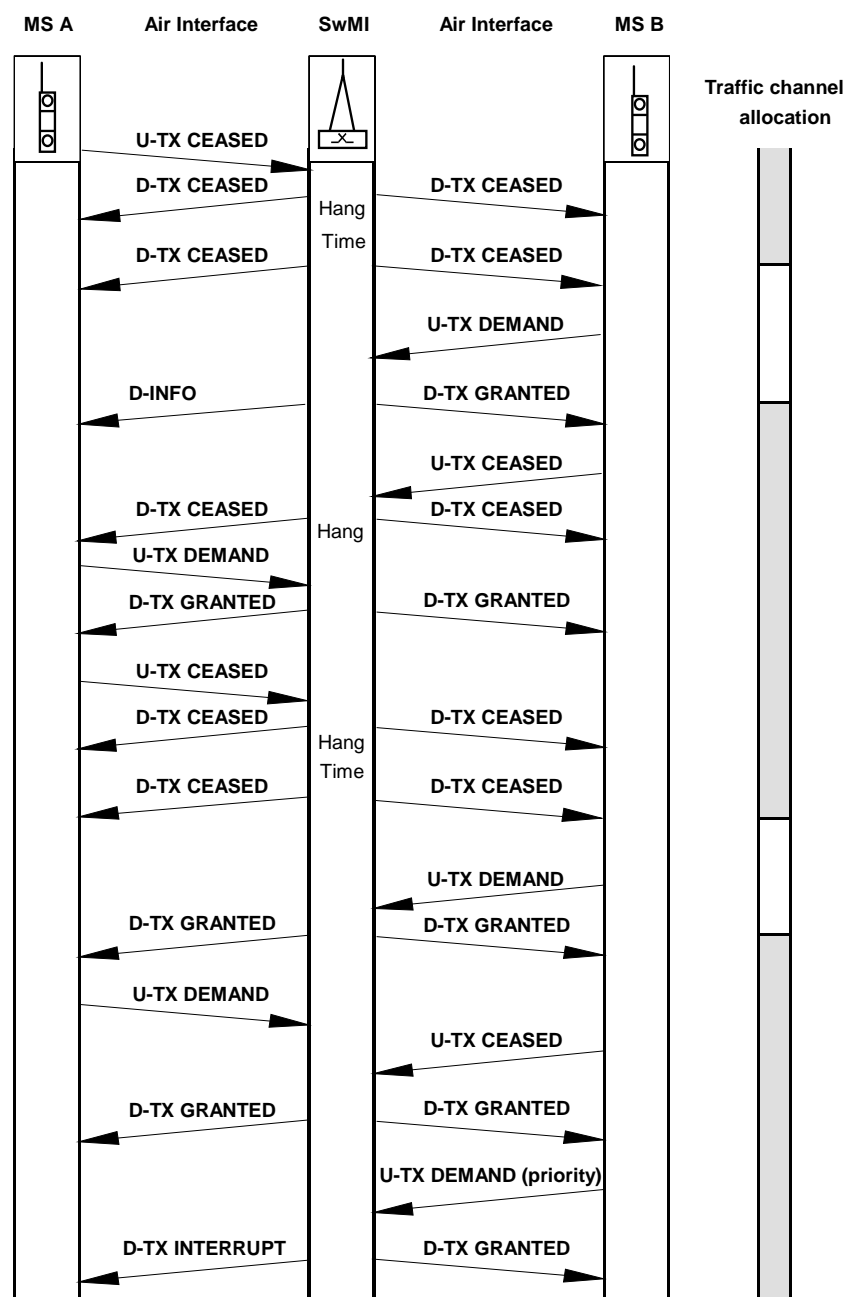 MS A Air Interface SwMI Air Interface MS B
Traffic channel
allocation
U-TX CEASED
D-TX CEASED D-TX CEASED
Hang
Time
D-TX CEASED D-TX CEASED
U-TX DEMAND
D-INFO D-TX GRANTED
U-TX CEASED
D-TX CEASED D-TX CEASED
Hang
U-TX DEMAND
D-TX GRANTED D-TX GRANTED
U-TX CEASED
D-TX CEASED D-TX CEASED
Hang
Time
D-TX CEASED D-TX CEASED
U-TX DEMAND
D-TX GRANTED D-TX GRANTED
U-TX DEMAND
U-TX CEASED
D-TX GRANTED D-TX GRANTED
U-TX DEMAND (priority)
D-TX INTERRUPT D-TX GRANTED